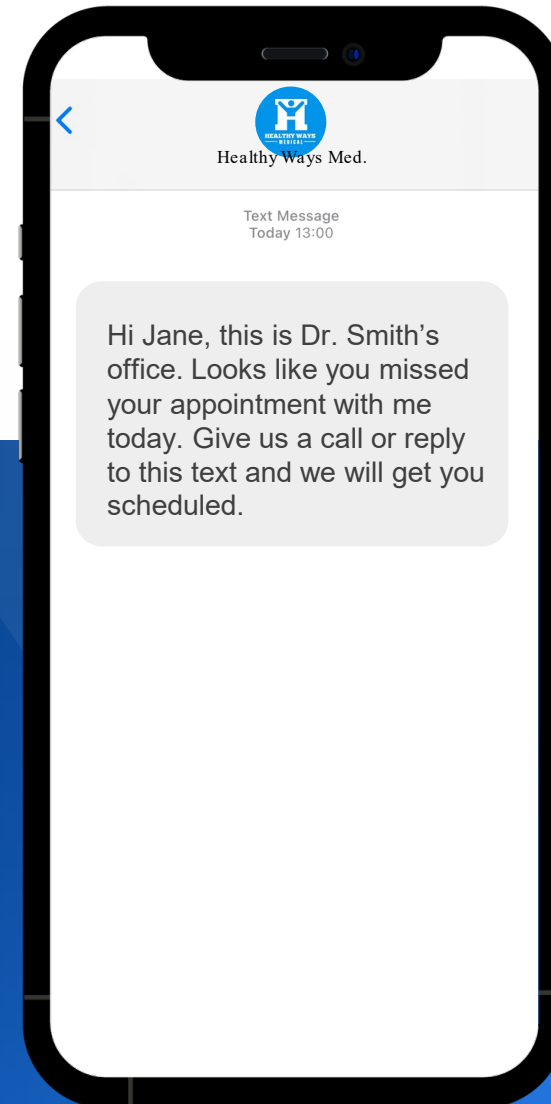 HEALTHY WAYS
MEDICAL
Healthy Ways Med.
Text Message
Today 13:00
Hi Jane, this is Dr. Smith’s
office. Looks like you missed
your appointment with me
today. Give us a call or reply
to this text and we will get you
scheduled.